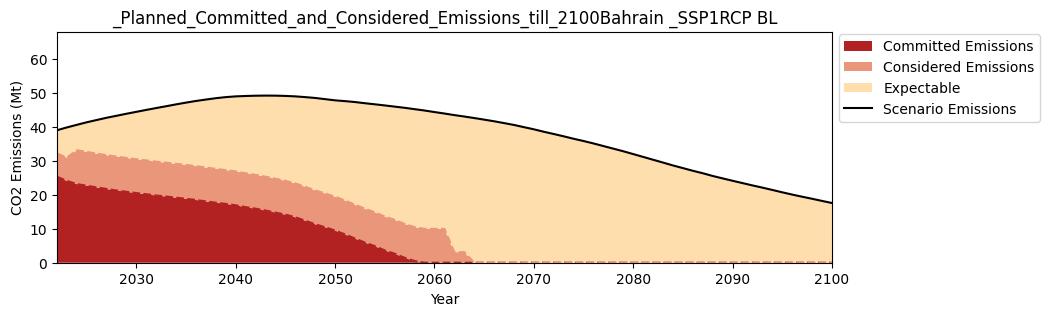 _Planned_Committed_and_Considered_Emissions_till_2100Bahrain _SSP1RCP BL
Committed Emissions
Considered Emissions
Expectable
Scenario Emissions
CO2 Emissions (Mt)
60
50
40
30
20
10
0
2030 2040 2050 2060 2070 2080 2090 2100
Year